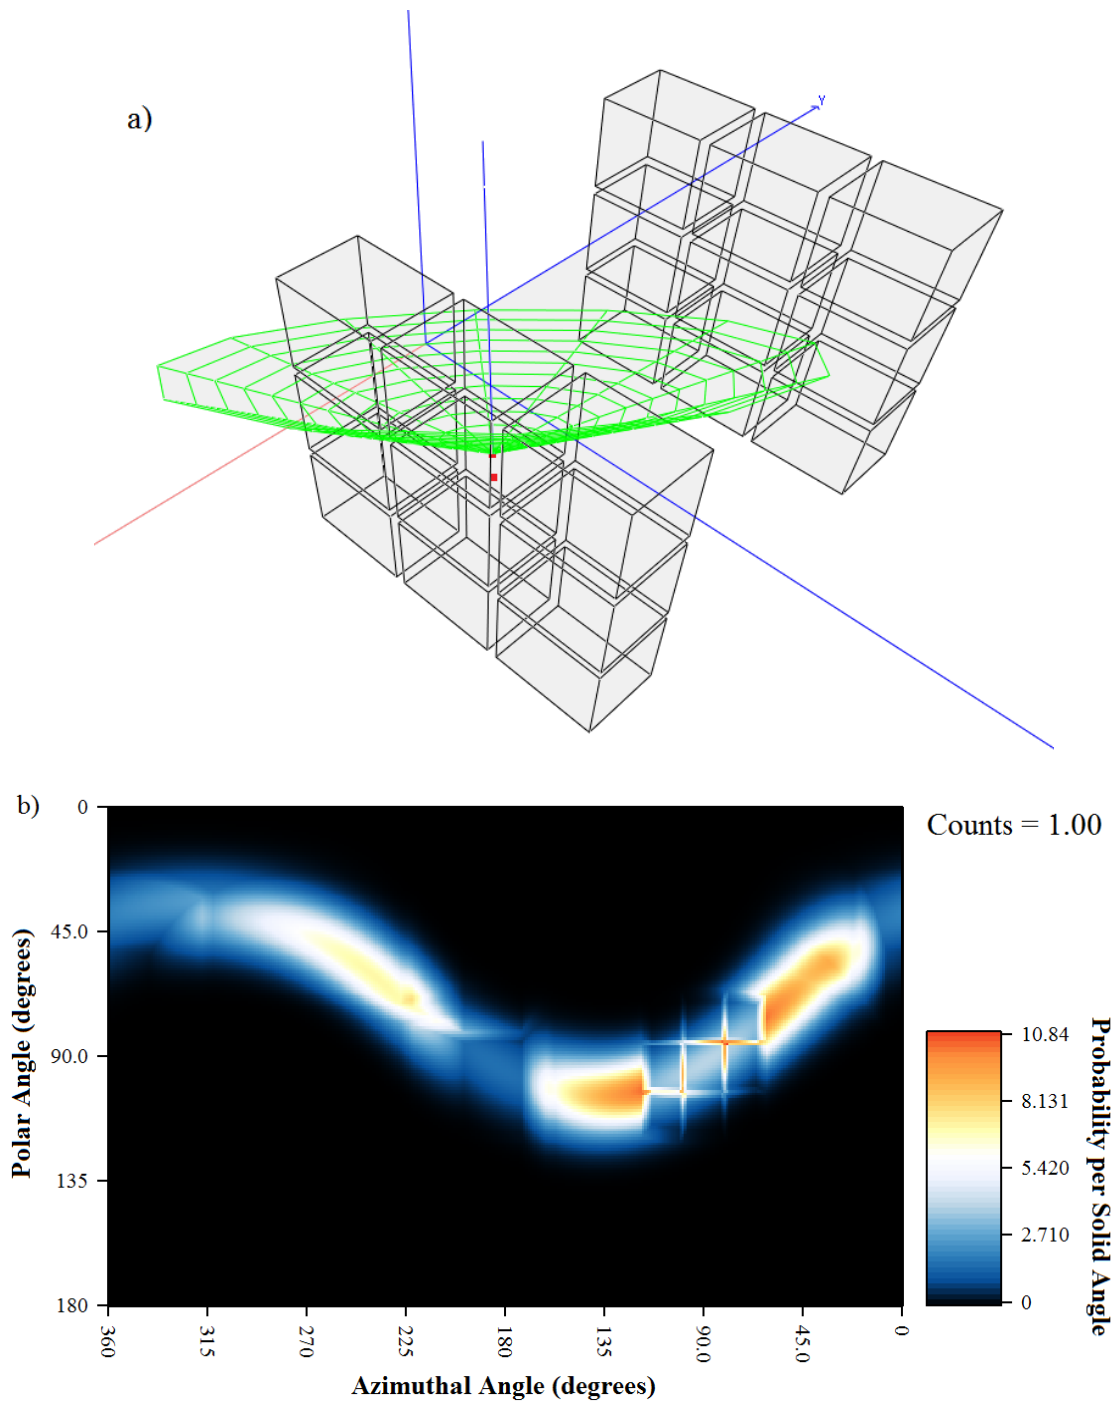 a)
Y
b)
Counts = 1.00
0
45.0
90.0
135
180
Polar Angle (degrees)
360
315
270
225
180
135
90.0
45.0
0
Azimuthal Angle (degrees)
10.84
8.131
5.420
2.710
0
Probability per Solid Angle